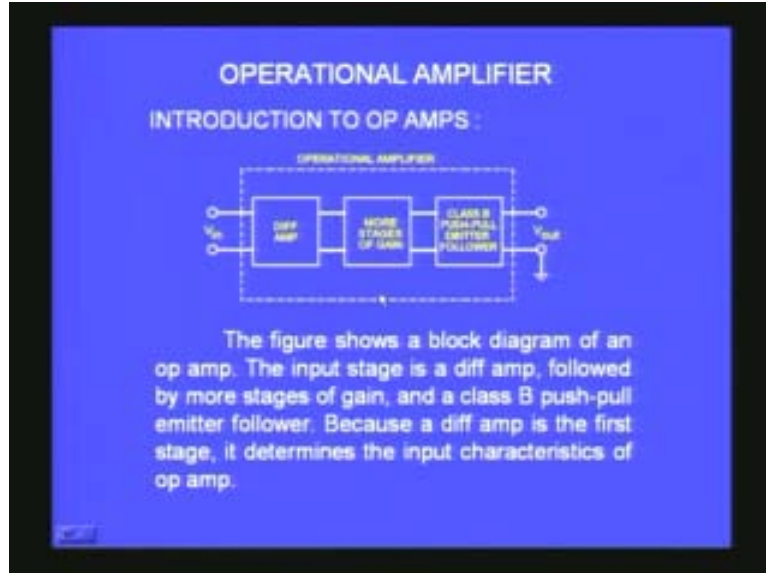 OPERATIONAL AMPLIFIER
INTRODUCTION TO OP AMPS :
OPERATIONAL AMPLIFIER
Vin
DIFF
AMP
MORE
STAGES
OF GAIN
CLASS B
PUSH-PULL
EMITTER
FOLLOWER
Vout
The figure shows a block diagram of an
op amp. The input stage is a diff amp, followed
by more stages of gain, and a class B push-pull
emitter follower. Because a diff amp is the first
stage, it determines the input characteristics of
op amp.